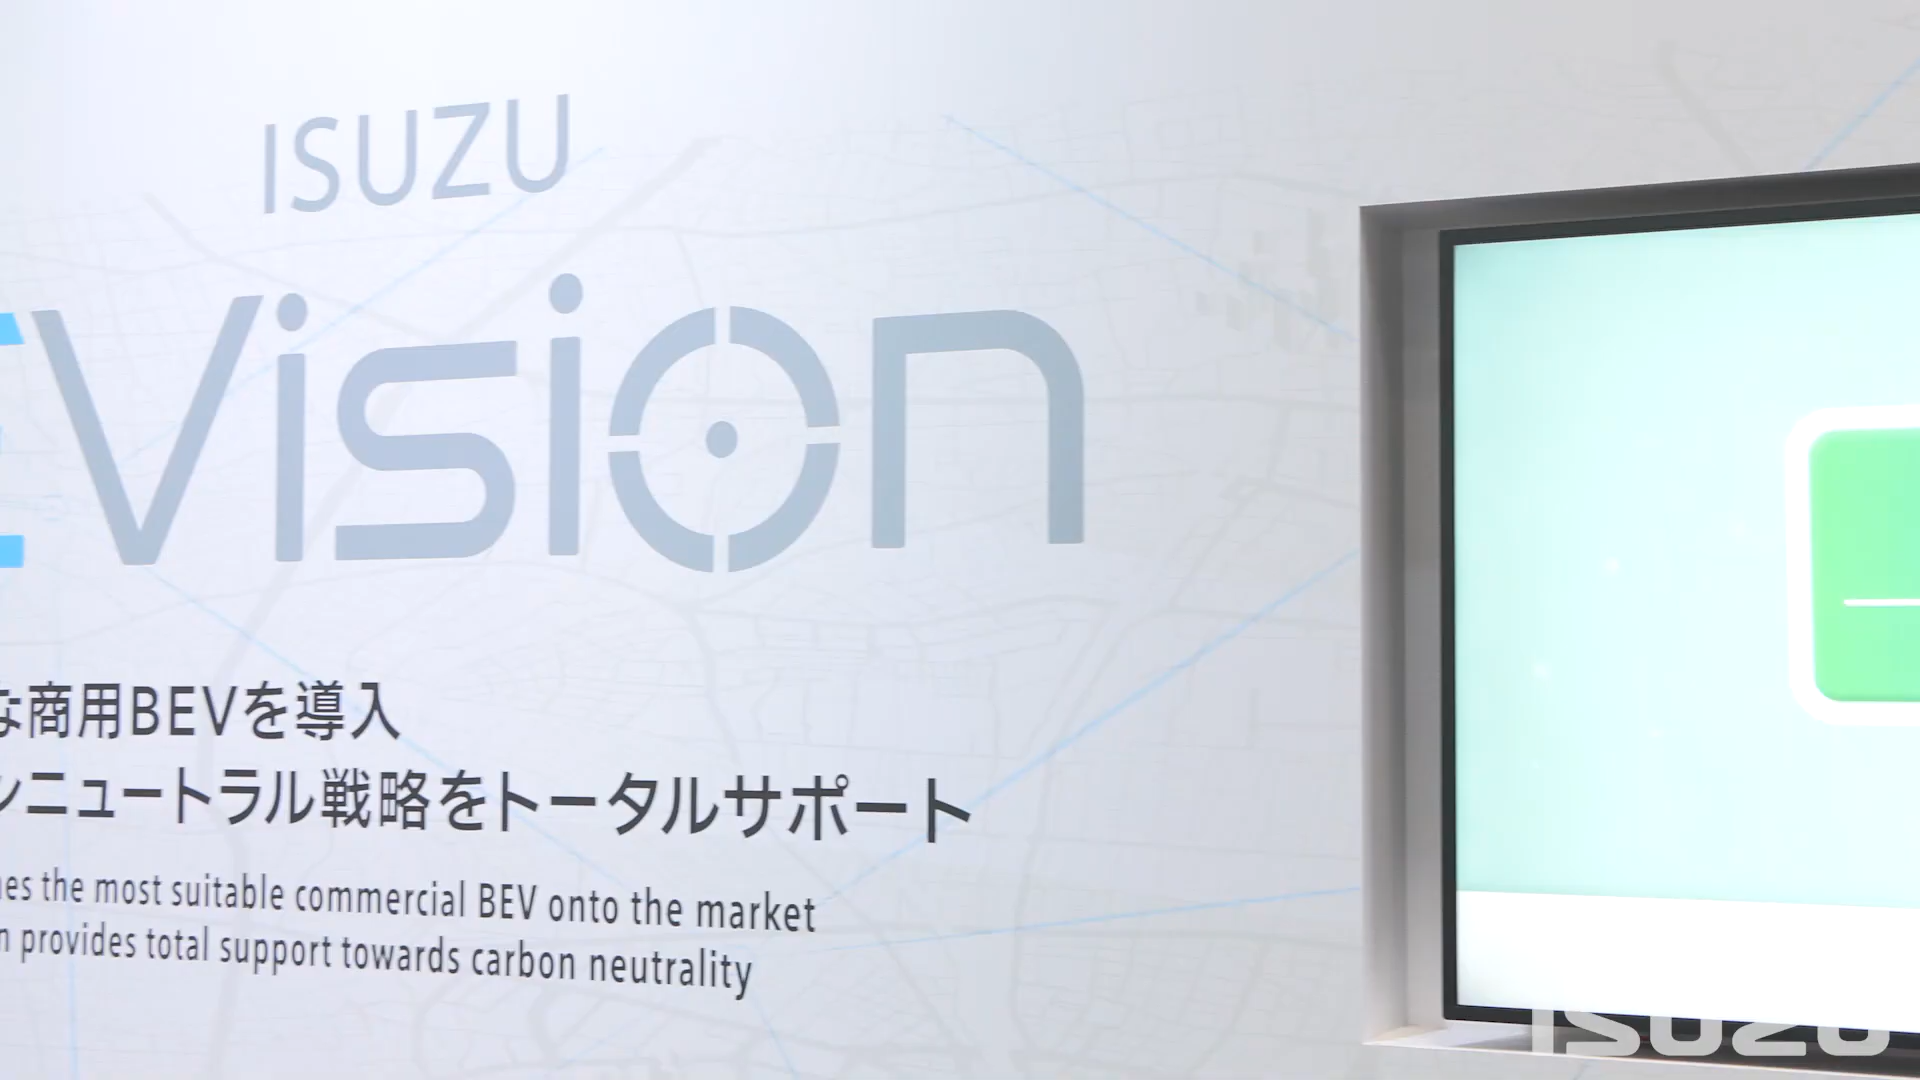 ISUZU
EVision
な商用BEVを導入
ンニュートラル戦略をトータルサポート
the most suitable commercial BEV onto the market
provides total support towards carbon neutrality
ISUZU